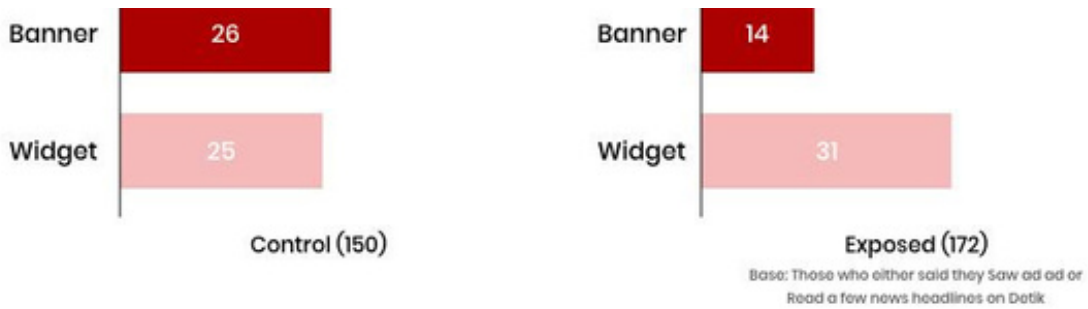 Banner 26
Banner 14
Widget 25
Widget 31
Control (150)
Exposed (172)
Base: Those who either said they Saw ad ad or
Read a few news headlines on Detik